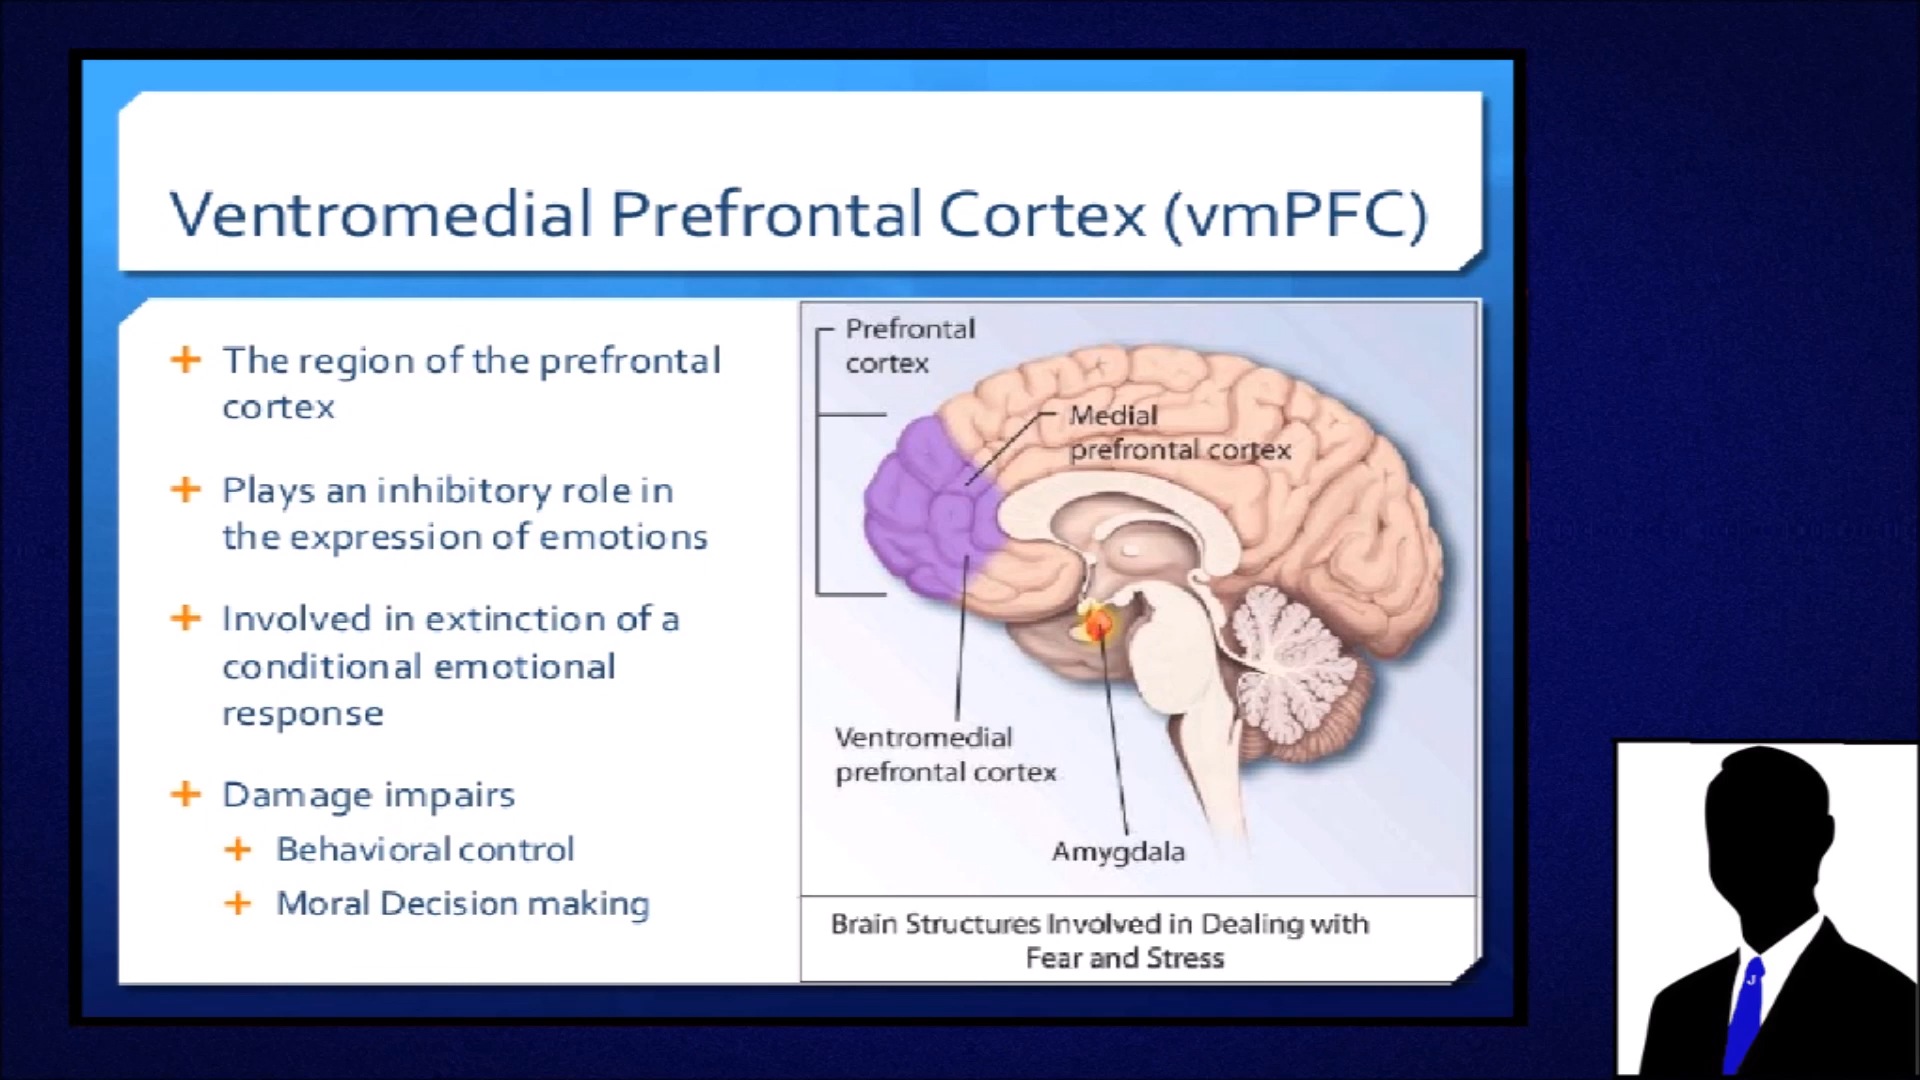 Ventromedial Prefrontal Cortex (vmPFC)
The region of the prefrontal
cortex
Plays an inhibitory role in
the expression of emotions
Involved in extinction of a
conditional emotional
response
Damage impairs
Behavioral control
Moral Decision making
Prefrontal
cortex
Medial
prefrontal cortex
Ventromedial
prefrontal cortex
Amygdala
Brain Structures Involved in Dealing with
Fear and Stress
J